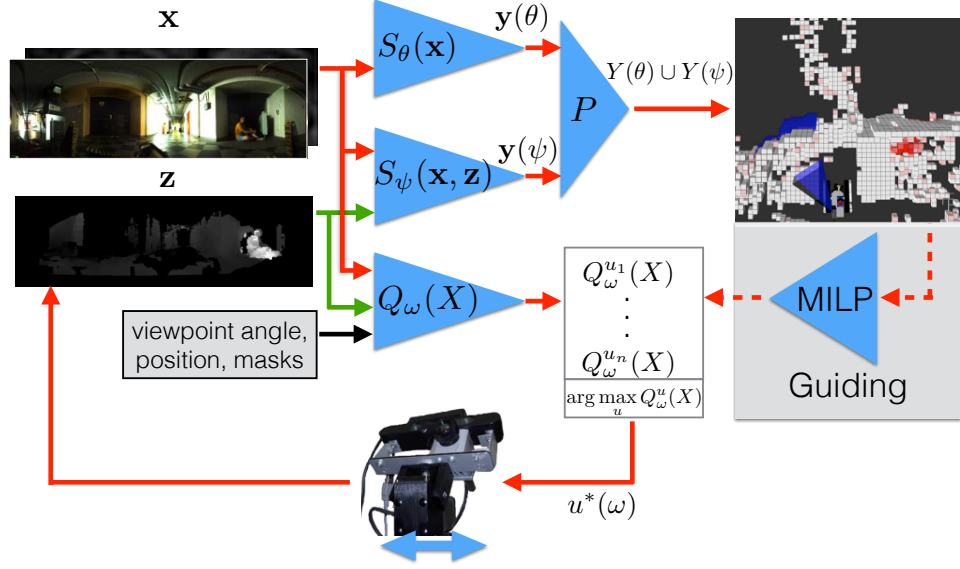 x
S_θ(x)
y(θ)
P
Y(θ) ∪ Y(ψ)
z
S_ψ(x, z)
y(ψ)
Q_ω(X)
viewpoint angle,
position, masks
Q_ω^{u_1}(X)
.
.
.
Q_ω^{u_n}(X)
arg max_u Q_ω^u(X)
MILP
Guiding
u*(ω)